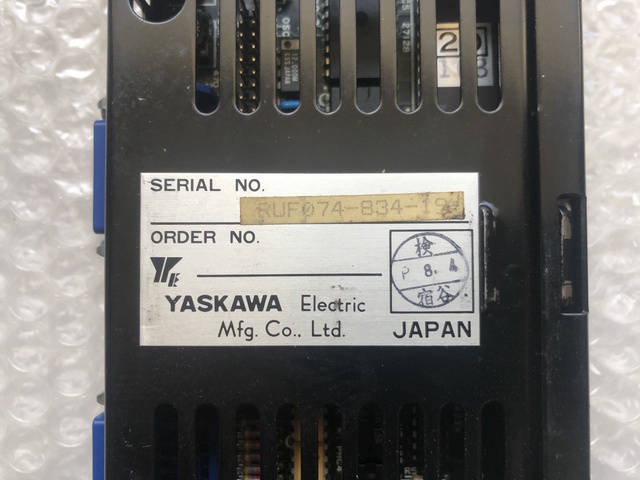 SERIAL NO.
RUF074-834-19
ORDER NO.
YASKAWA Electric
Mfg. Co., Ltd.
JAPAN
検
P 8. 4
宿谷